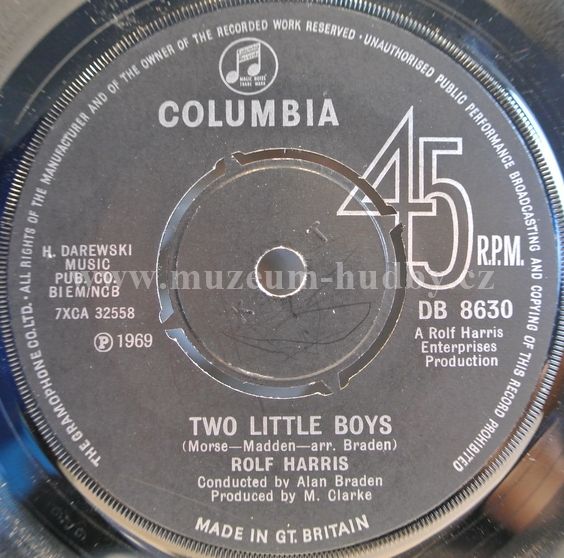 THE GRAMOPHONE CO. LTD. · ALL RIGHTS OF THE MANUFACTURER AND OF THE OWNER OF THE RECORDED WORK RESERVED · UNAUTHORISED PUBLIC PERFORMANCE BROADCASTING AND COPYING OF THIS RECORD PROHIBITED
MAGIC NOTES
TRADE MARK
COLUMBIA
45
R.P.M.
H. DAREWSKI
MUSIC
PUB. CO.
BIEM/NCB
7XCA 32558
Ⓟ 1969
www.muzeum-hudby.cz
DB 8630
A Rolf Harris
Enterprises
Production
TWO LITTLE BOYS
(Morse—Madden—arr. Braden)
ROLF HARRIS
Conducted by Alan Braden
Produced by M. Clarke
MADE IN GT. BRITAIN